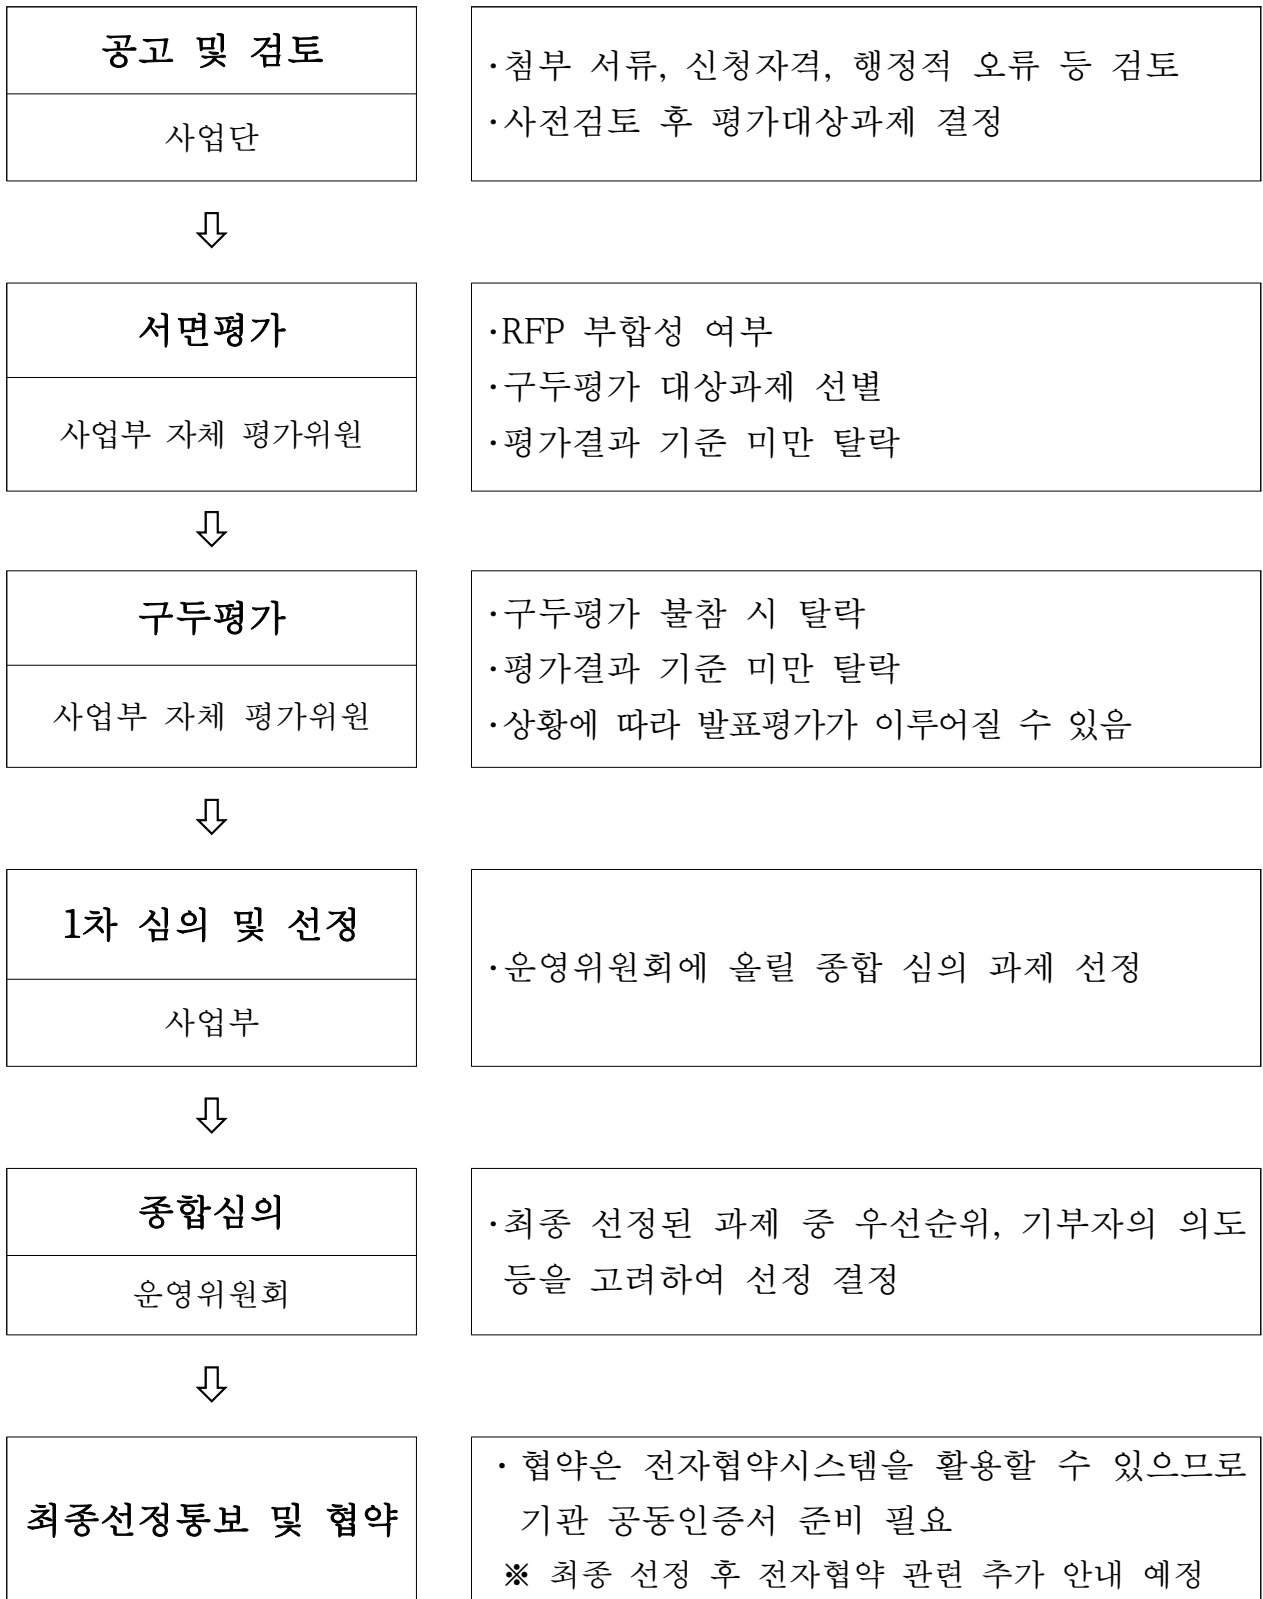 공고 및 검토
사업단
·첨부 서류, 신청자격, 행정적 오류 등 검토
·사전검토 후 평가대상과제 결정
⇩
서면평가
사업부 자체 평가위원
·RFP 부합성 여부
·구두평가 대상과제 선별
·평가결과 기준 미만 탈락
⇩
구두평가
사업부 자체 평가위원
·구두평가 불참 시 탈락
·평가결과 기준 미만 탈락
·상황에 따라 발표평가가 이루어질 수 있음
⇩
1차 심의 및 선정
사업부
·운영위원회에 올릴 종합 심의 과제 선정
⇩
종합심의
운영위원회
·최종 선정된 과제 중 우선순위, 기부자의 의도
등을 고려하여 선정 결정
⇩
최종선정통보 및 협약
· 협약은 전자협약시스템을 활용할 수 있으므로
기관 공동인증서 준비 필요
※ 최종 선정 후 전자협약 관련 추가 안내 예정